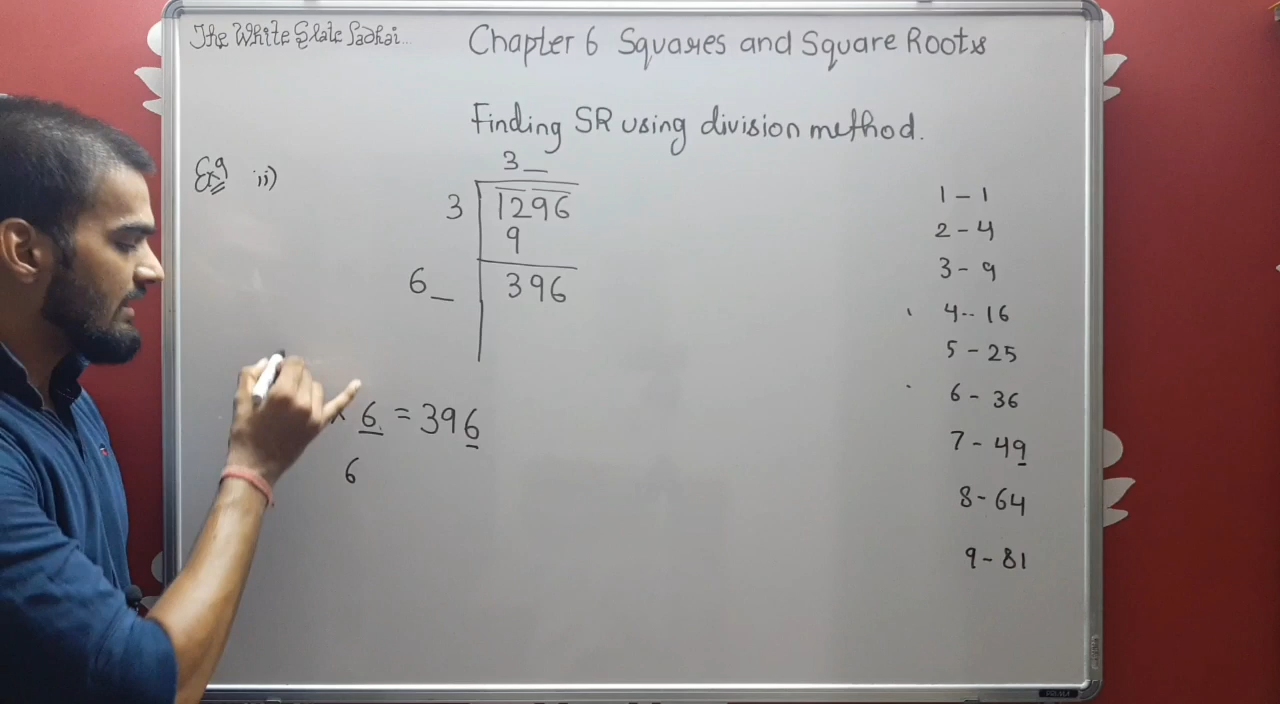 The White Slate Padhai...
Chapter 6 Squares and Square Roots
Finding SR using division method.
Eg ii)
3_
3 1296
9
6_ 396
× 6 = 396
6
1 - 1
2 - 4
3 - 9
4 -- 16
5 - 25
6 - 36
7 - 49
8 - 64
9 - 81